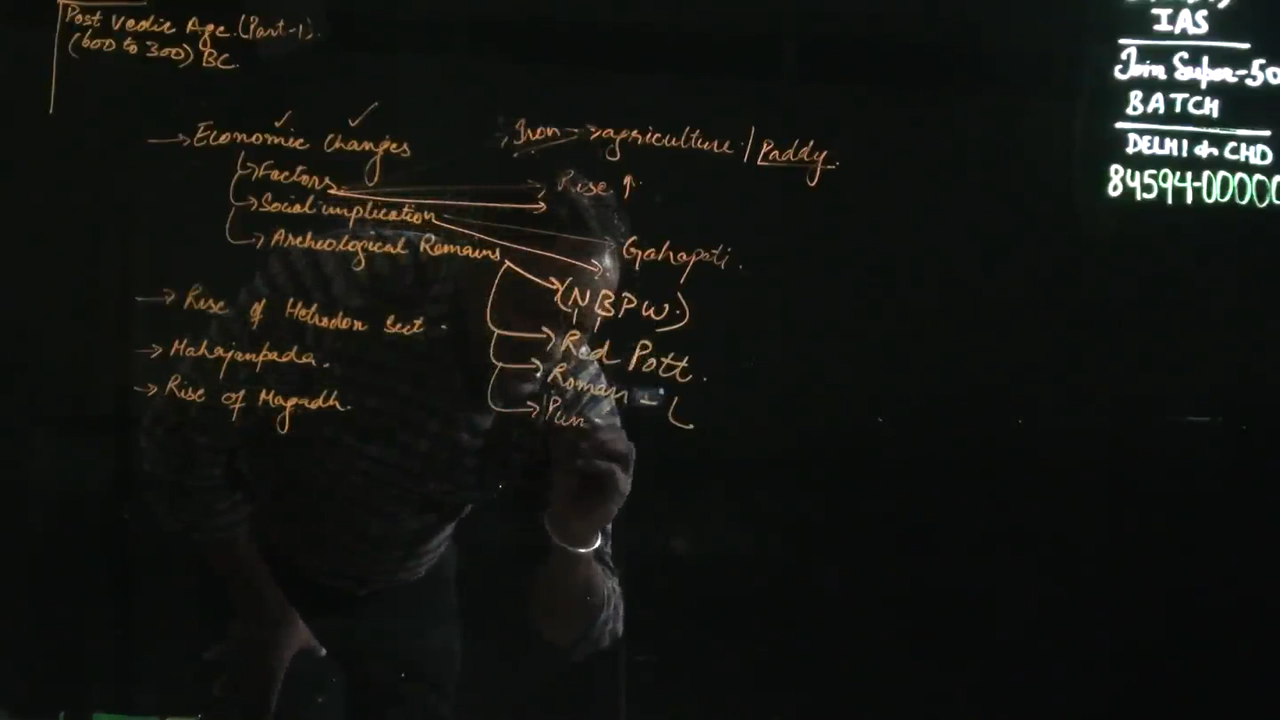 Post Vedic Age.(Part-1).
(600 to 300) BC.
→ Economic Changes
→ Factors
→ Social implication
→ Archeological Remains
→ Rise of Hetrodon Sect.
→ Mahajanpada.
→ Rise of Magadh.
Iron → agriculture / Paddy.
Rise ↑
Gahapati.
(NBPW.)
Red Pott.
Roman -
Pun
IAS
Join Super-50
BATCH
DELHI & CHD
84594-00000